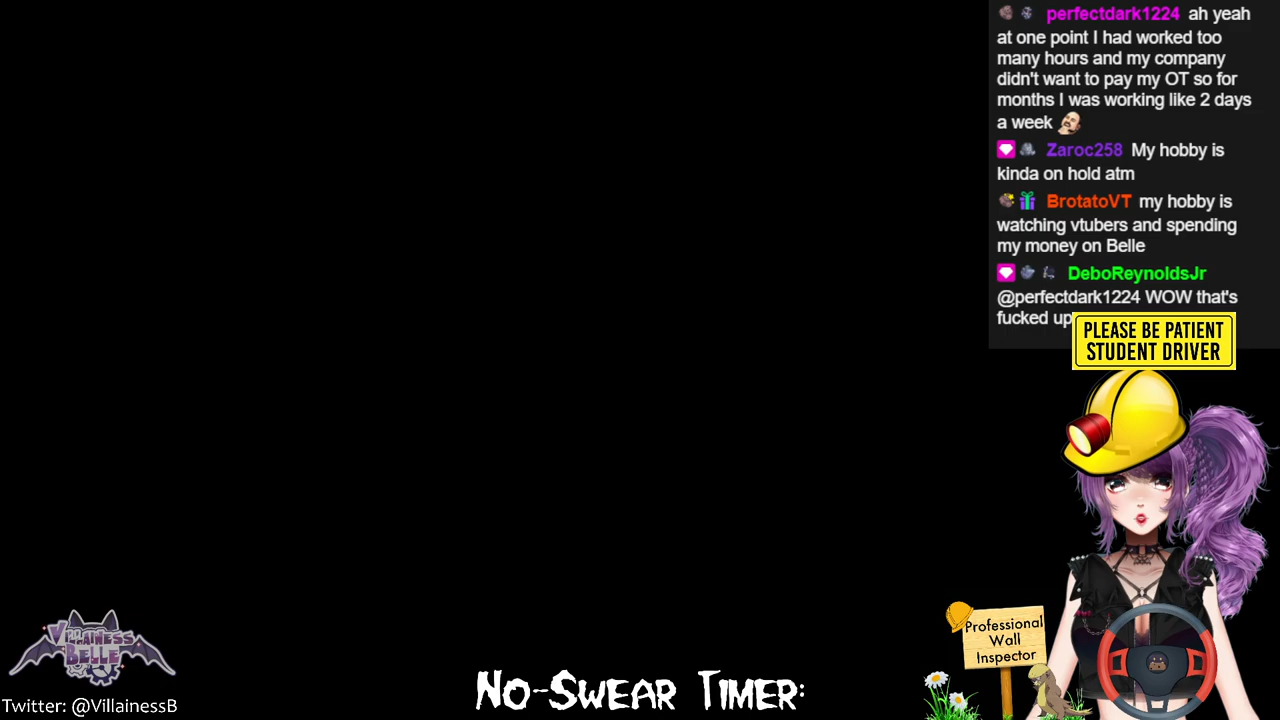 perfectdark1224 ah yeah
at one point I had worked too
many hours and my company
didn't want to pay my OT so for
months I was working like 2 days
a week
Zaroc258 My hobby is
kinda on hold atm
BrotatoVT my hobby is
watching vtubers and spending
my money on Belle
DeboReynoldsJr
@perfectdark1224 WOW that's
fucked up
PLEASE BE PATIENT
STUDENT DRIVER
Professional
Wall
Inspector
VILLAINESS
BELLE
Twitter: @VillainessB
No-Swear Timer: